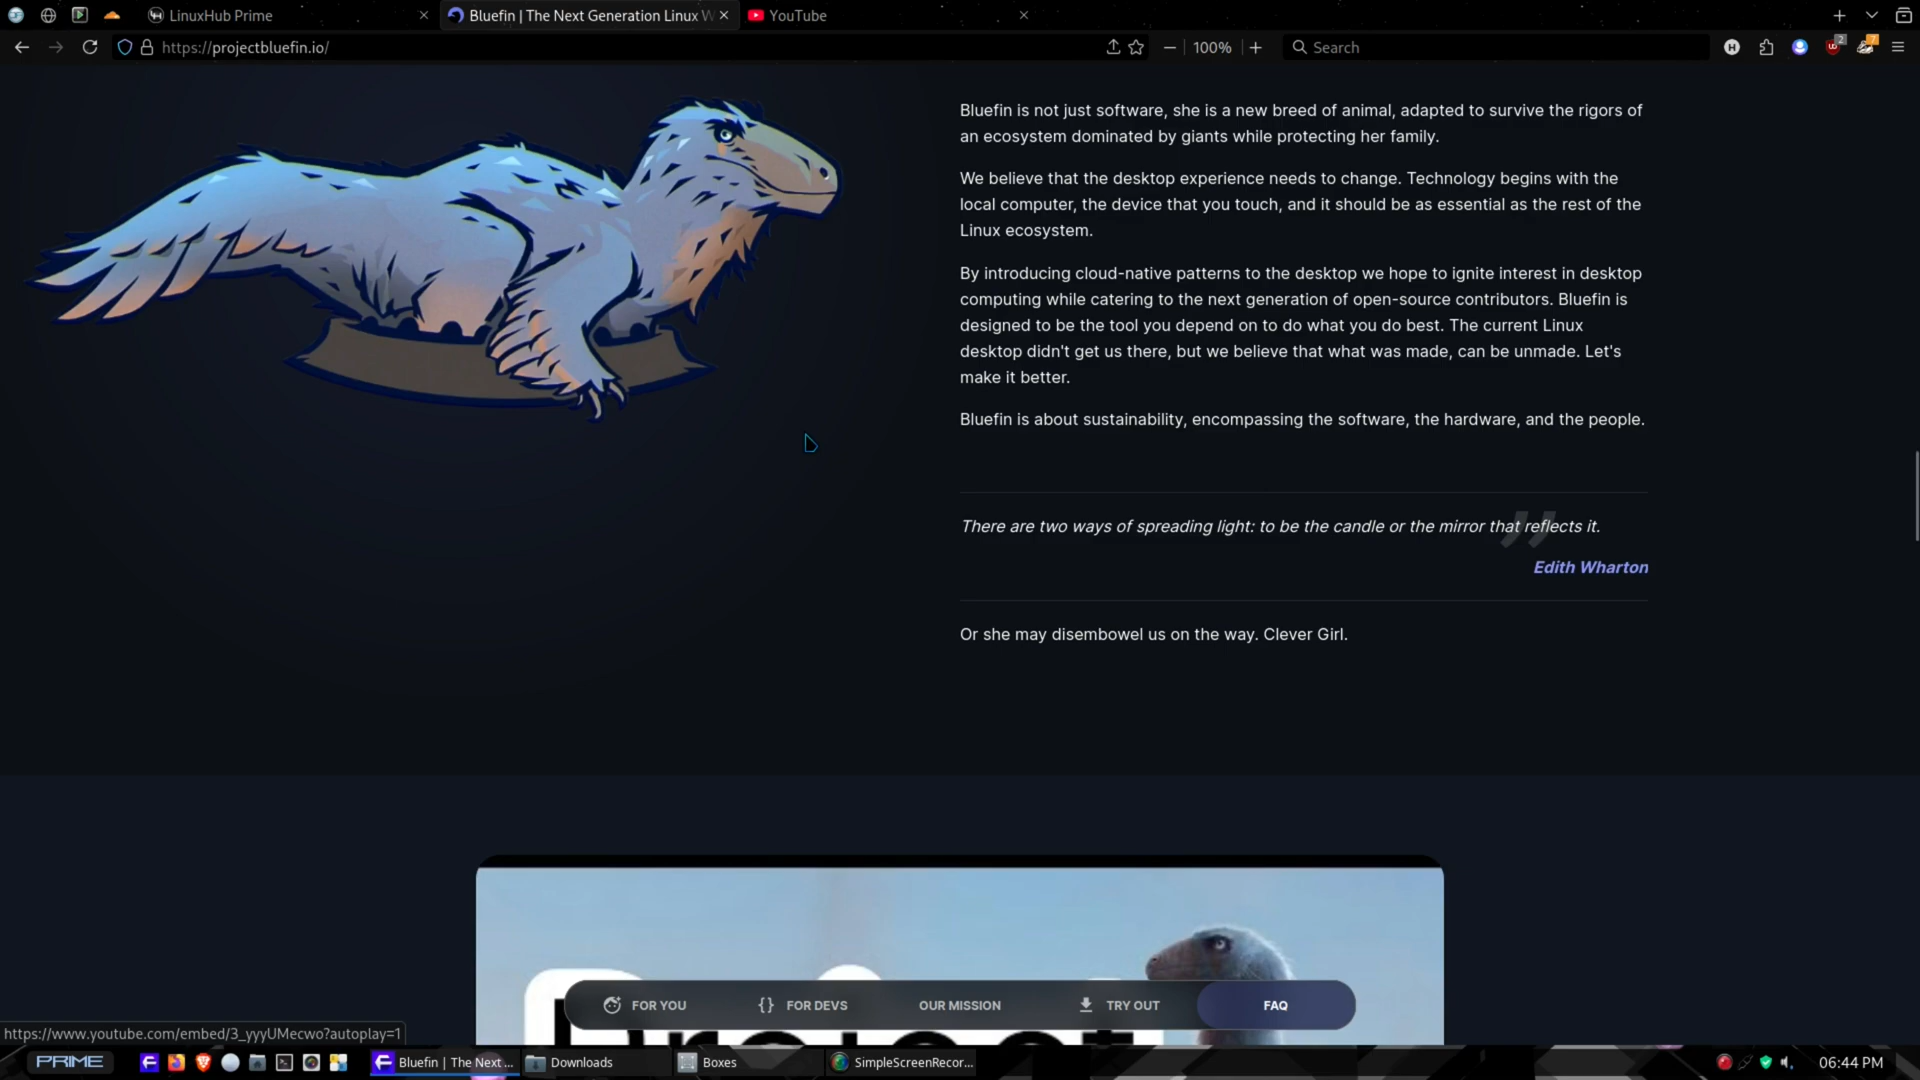 LinuxHub Prime
Bluefin | The Next Generation Linux W
YouTube
https://projectbluefin.io/
100%
Search
H
2
7
Bluefin is not just software, she is a new breed of animal, adapted to survive the rigors of
an ecosystem dominated by giants while protecting her family.
We believe that the desktop experience needs to change. Technology begins with the
local computer, the device that you touch, and it should be as essential as the rest of the
Linux ecosystem.
By introducing cloud-native patterns to the desktop we hope to ignite interest in desktop
computing while catering to the next generation of open-source contributors. Bluefin is
designed to be the tool you depend on to do what you do best. The current Linux
desktop didn't get us there, but we believe that what was made, can be unmade. Let's
make it better.
Bluefin is about sustainability, encompassing the software, the hardware, and the people.
There are two ways of spreading light: to be the candle or the mirror that reflects it.
Edith Wharton
Or she may disembowel us on the way. Clever Girl.
FOR YOU
FOR DEVS
OUR MISSION
TRY OUT
FAQ
https://www.youtube.com/embed/3_yyyUMecwo?autoplay=1
PRIME
Bluefin | The Next ...
Downloads
Boxes
SimpleScreenRecor...
06:44 PM